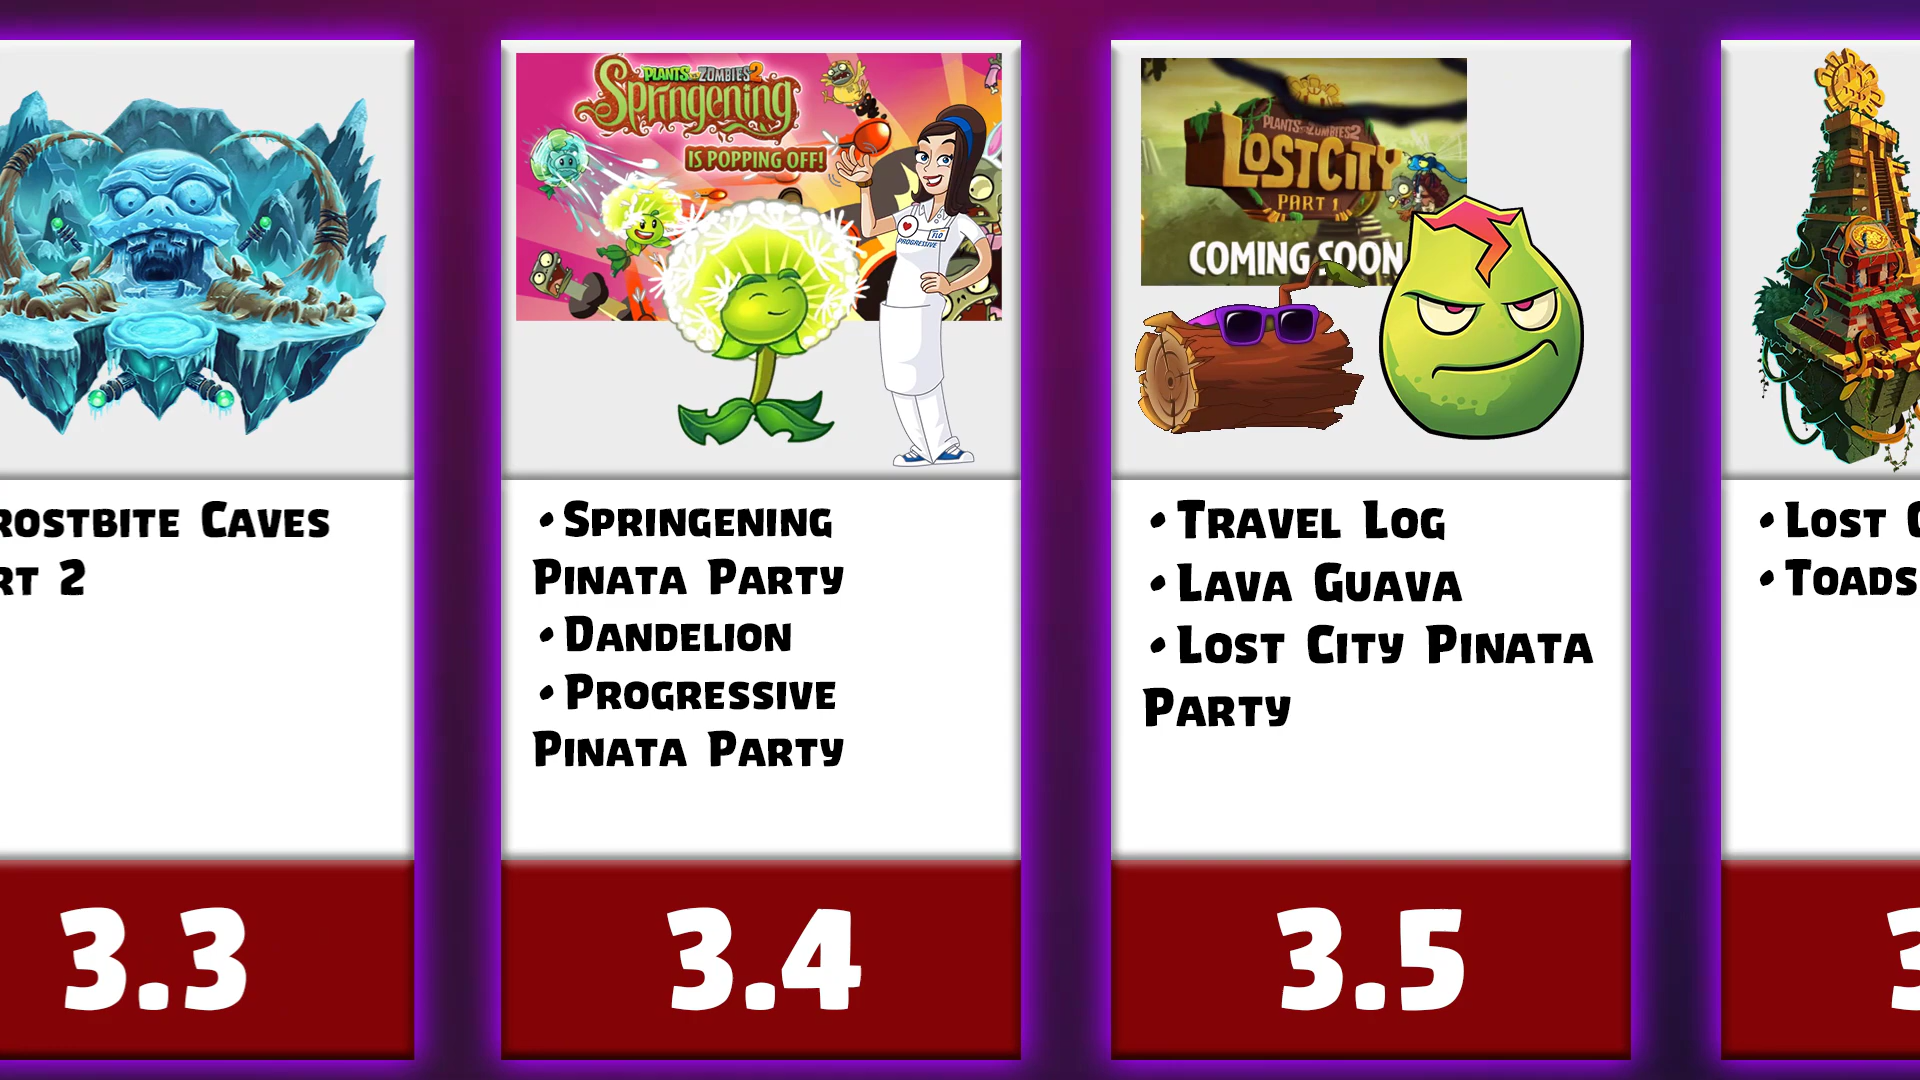 ROSTBITE CAVES
RT 2
3.3
PLANTS VS ZOMBIES 2
Springening
IS POPPING OFF!
FLO
PROGRESSIVE
• SPRINGENING
PINATA PARTY
• DANDELION
• PROGRESSIVE
PINATA PARTY
3.4
PLANTS VS ZOMBIES 2
LOST CITY
PART 1
COMING SOON
• TRAVEL LOG
• LAVA GUAVA
• LOST CITY PINATA
PARTY
3.5
• LOST C
• TOADS
3